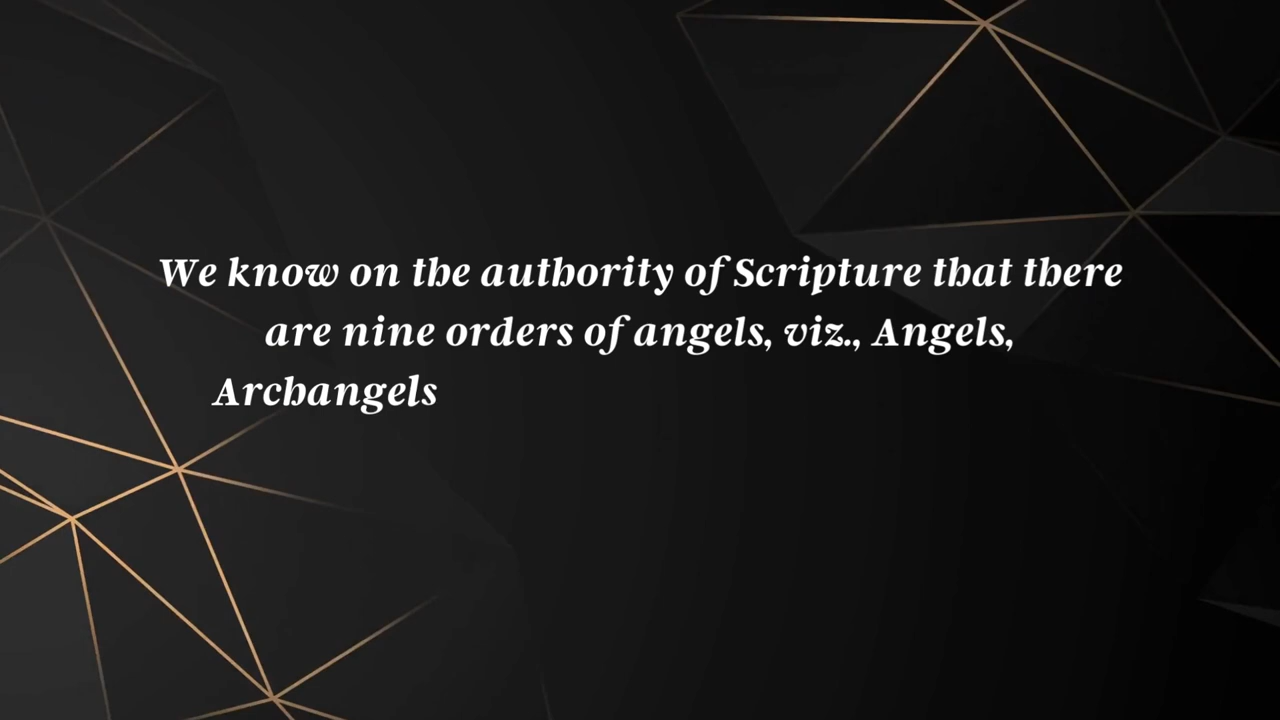 We know on the authority of Scripture that there
are nine orders of angels, viz., Angels,
Archangels